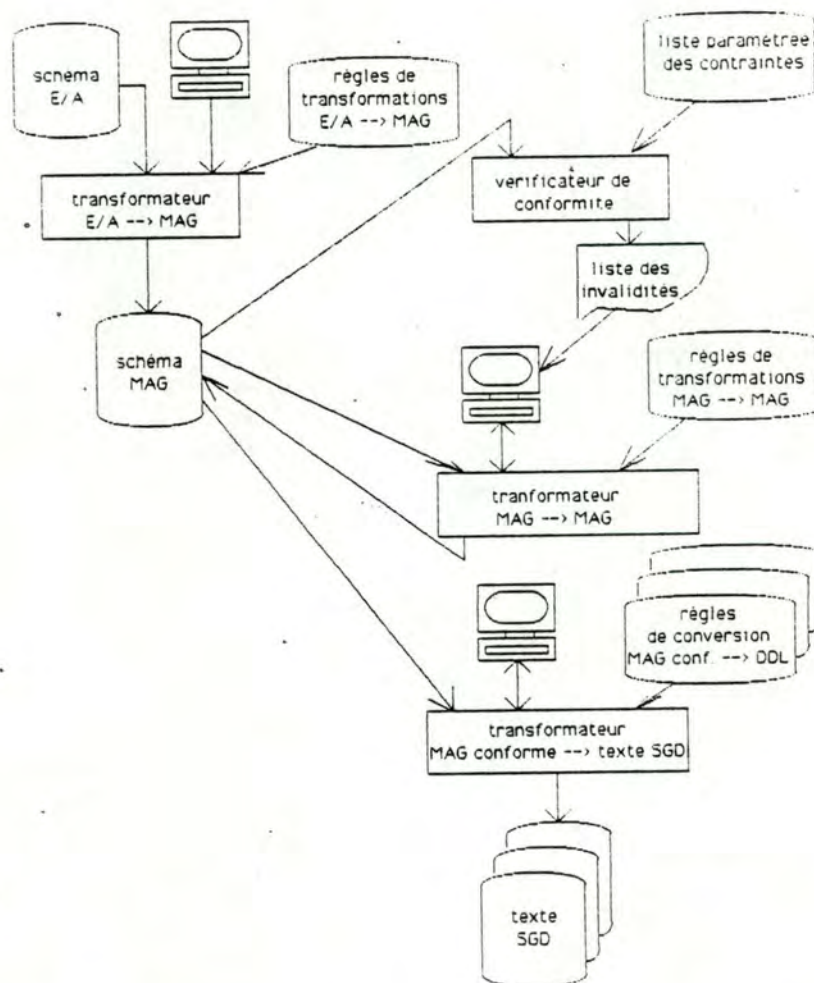 schéma
E/A
règles de
transformations
E/A --> MAG
liste paramétrée
des contraintes
transformateur
E/A --> MAG
vérificateur de
conformite
liste des
invalidités
schéma
MAG
règles de
transformations
MAG --> MAG
tranformateur
MAG --> MAG
règles
de conversion
MAG conf. --> DDL
transformateur
MAG conforme --> texte SGD
texte
SGD